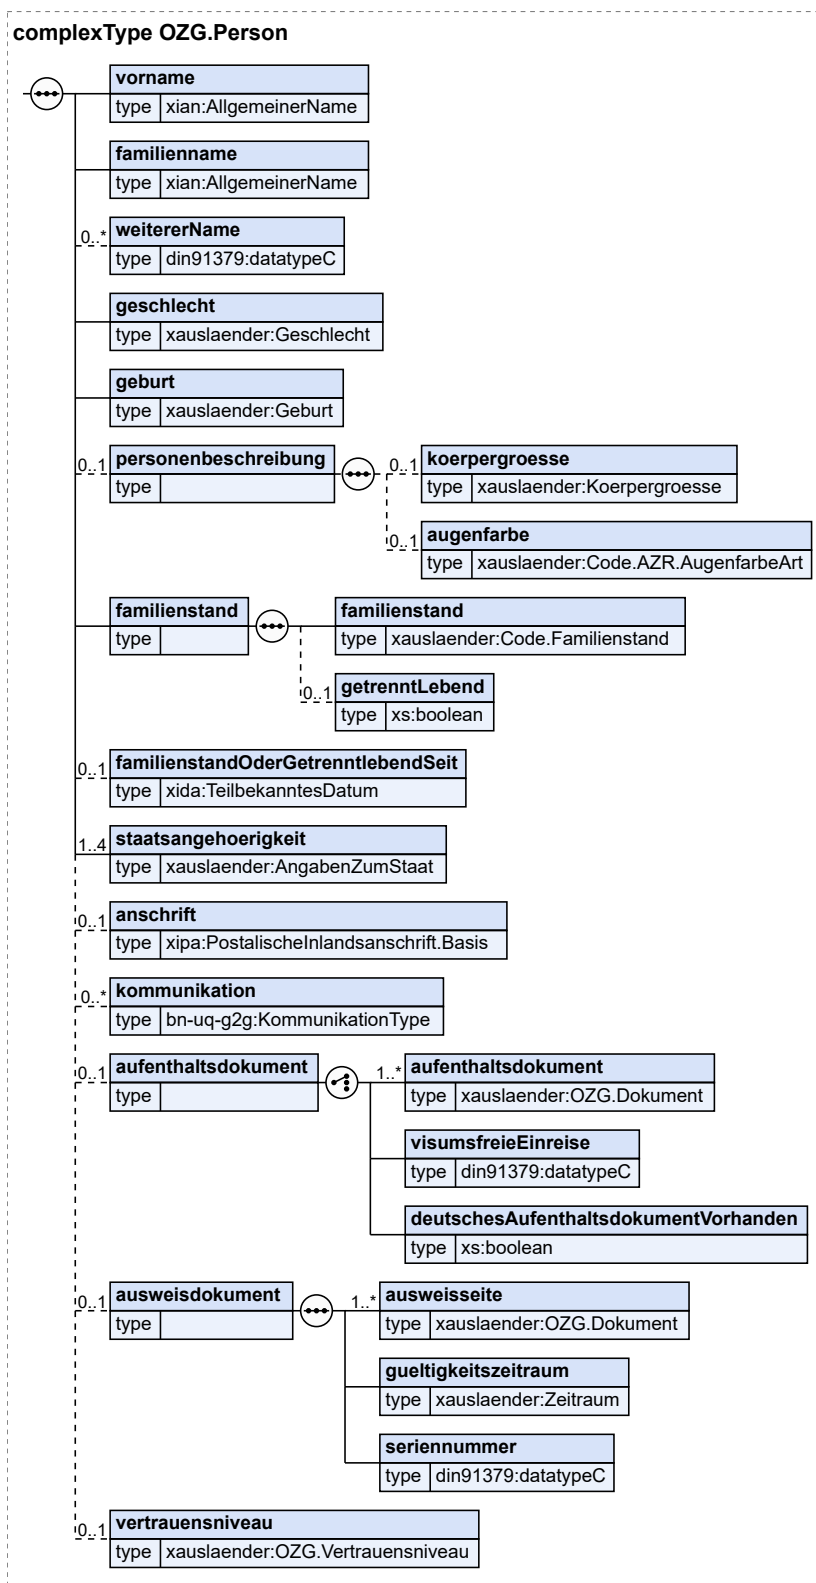 complexType OZG.Person
vorname
type xian:AllgemeinerName
familienname
type xian:AllgemeinerName
0..* weitererName
type din91379:datatypeC
geschlecht
type xauslaender:Geschlecht
geburt
type xauslaender:Geburt
0..1 personenbeschreibung 0..1 koerpergroesse
type type xauslaender:Koerpergroesse
0..1 augenfarbe
type xauslaender:Code.AZR.AugenfarbeArt
familienstand familienstand
type type xauslaender:Code.Familienstand
0..1 getrenntLebend
type xs:boolean
0..1 familienstandOderGetrenntlebendSeit
type xida:TeilbekanntesDatum
1..4 staatsangehoerigkeit
type xauslaender:AngabenZumStaat
0..1 anschrift
type xipa:PostalischeInlandsanschrift.Basis
0..* kommunikation
type bn-uq-g2g:KommunikationType
0..1 aufenthaltsdokument 1..* aufenthaltsdokument
type type xauslaender:OZG.Dokument
visumsfreieEinreise
type din91379:datatypeC
deutschesAufenthaltsdokumentVorhanden
type xs:boolean
0..1 ausweisdokument 1..* ausweisseite
type type xauslaender:OZG.Dokument
gueltigkeitszeitraum
type xauslaender:Zeitraum
seriennummer
type din91379:datatypeC
0..1 vertrauensniveau
type xauslaender:OZG.Vertrauensniveau